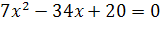 7x² − 34x + 20 = 0